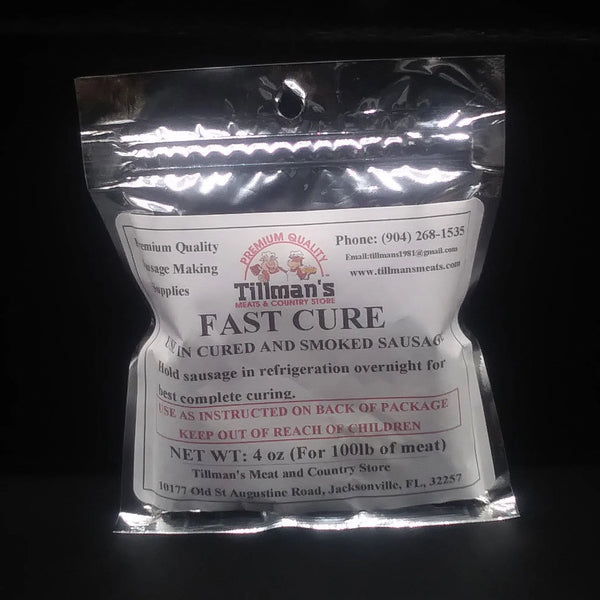 Premium Quality
Sausage Making
Supplies
PREMIUM QUALITY
Tillman's
MEATS & COUNTRY STORE
Phone: (904) 268-1535
Email:tillmans1981@gmail.com
www.tillmansmeats.com
FAST CURE
USE IN CURED AND SMOKED SAUSAGE
Hold sausage in refrigeration overnight for
best complete curing.
USE AS INSTRUCTED ON BACK OF PACKAGE
KEEP OUT OF REACH OF CHILDREN
NET WT: 4 oz (For 100lb of meat)
Tillman's Meat and Country Store
10177 Old St Augustine Road, Jacksonville, FL, 32257